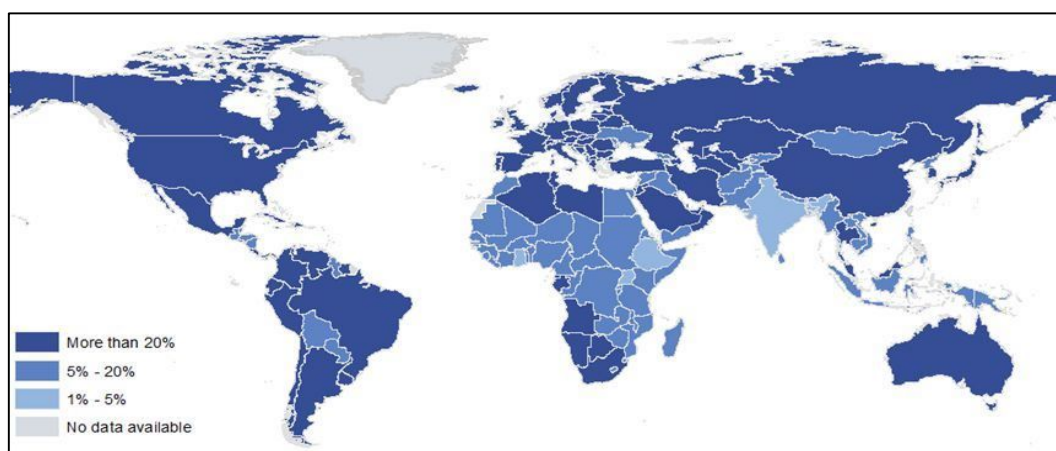 More than 20%
5% - 20%
1% - 5%
No data available